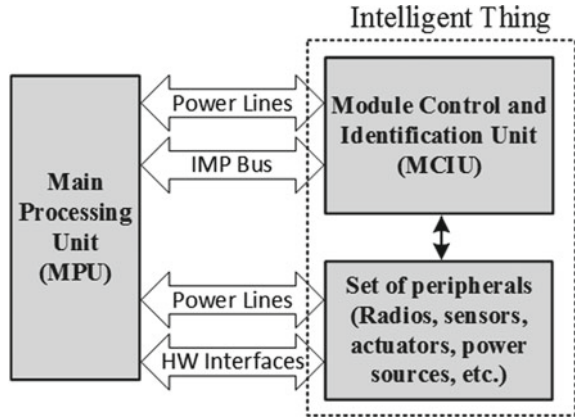 Intelligent Thing
Main
Processing
Unit
(MPU)
Power Lines
IMP Bus
Power Lines
HW Interfaces
Module Control and
Identification Unit
(MCIU)
Set of peripherals
(Radios, sensors,
actuators, power
sources, etc.)